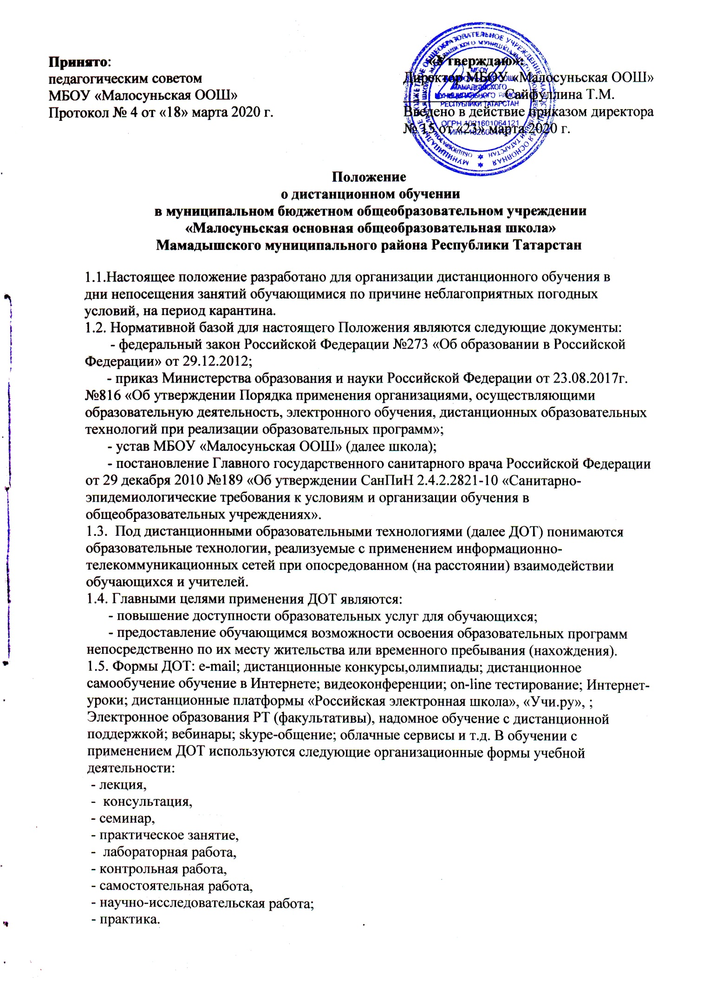 Принято:
педагогическим советом
МБОУ «Малосуньская ООШ»
Протокол № 4 от «18» марта 2020 г.
«Утверждаю»:
Директор МБОУ «Малосуньская ООШ»
Сайфуллина Т.М.
Введено в действие приказом директора
№ 15 от «23» марта 2020 г.
МБОУ
МАМАДЫШСКОГО
МУНИЦИПАЛЬНОГО РАЙОНА
РЕСПУБЛИКИ ТАТАРСТАН
ОГРН 1021601064121
Положение
о дистанционном обучении
в муниципальном бюджетном общеобразовательном учреждении
«Малосуньская основная общеобразовательная школа»
Мамадышского муниципального района Республики Татарстан
1.1.Настоящее положение разработано для организации дистанционного обучения в
дни непосещения занятий обучающимися по причине неблагоприятных погодных
условий, на период карантина.
1.2. Нормативной базой для настоящего Положения являются следующие документы:
- федеральный закон Российской Федерации №273 «Об образовании в Российской
Федерации» от 29.12.2012;
- приказ Министерства образования и науки Российской Федерации от 23.08.2017г.
№816 «Об утверждении Порядка применения организациями, осуществляющими
образовательную деятельность, электронного обучения, дистанционных образовательных
технологий при реализации образовательных программ»;
- устав МБОУ «Малосуньская ООШ» (далее школа);
- постановление Главного государственного санитарного врача Российской Федерации
от 29 декабря 2010 №189 «Об утверждении СанПиН 2.4.2.2821-10 «Санитарно-
эпидемиологические требования к условиям и организации обучения в
общеобразовательных учреждениях».
1.3. Под дистанционными образовательными технологиями (далее ДОТ) понимаются
образовательные технологии, реализуемые с применением информационно-
телекоммуникационных сетей при опосредованном (на расстоянии) взаимодействии
обучающихся и учителей.
1.4. Главными целями применения ДОТ являются:
- повышение доступности образовательных услуг для обучающихся;
- предоставление обучающимся возможности освоения образовательных программ
непосредственно по их месту жительства или временного пребывания (нахождения).
1.5. Формы ДОТ: e-mail; дистанционные конкурсы,олимпиады; дистанционное
самообучение обучение в Интернете; видеоконференции; on-line тестирование; Интернет-
уроки; дистанционные платформы «Российская электронная школа», «Учи.ру», ;
Электронное образования РТ (факультативы), надомное обучение с дистанционной
поддержкой; вебинары; skype-общение; облачные сервисы и т.д. В обучении с
применением ДОТ используются следующие организационные формы учебной
деятельности:
- лекция,
- консультация,
- семинар,
- практическое занятие,
- лабораторная работа,
- контрольная работа,
- самостоятельная работа,
- научно-исследовательская работа;
- практика.